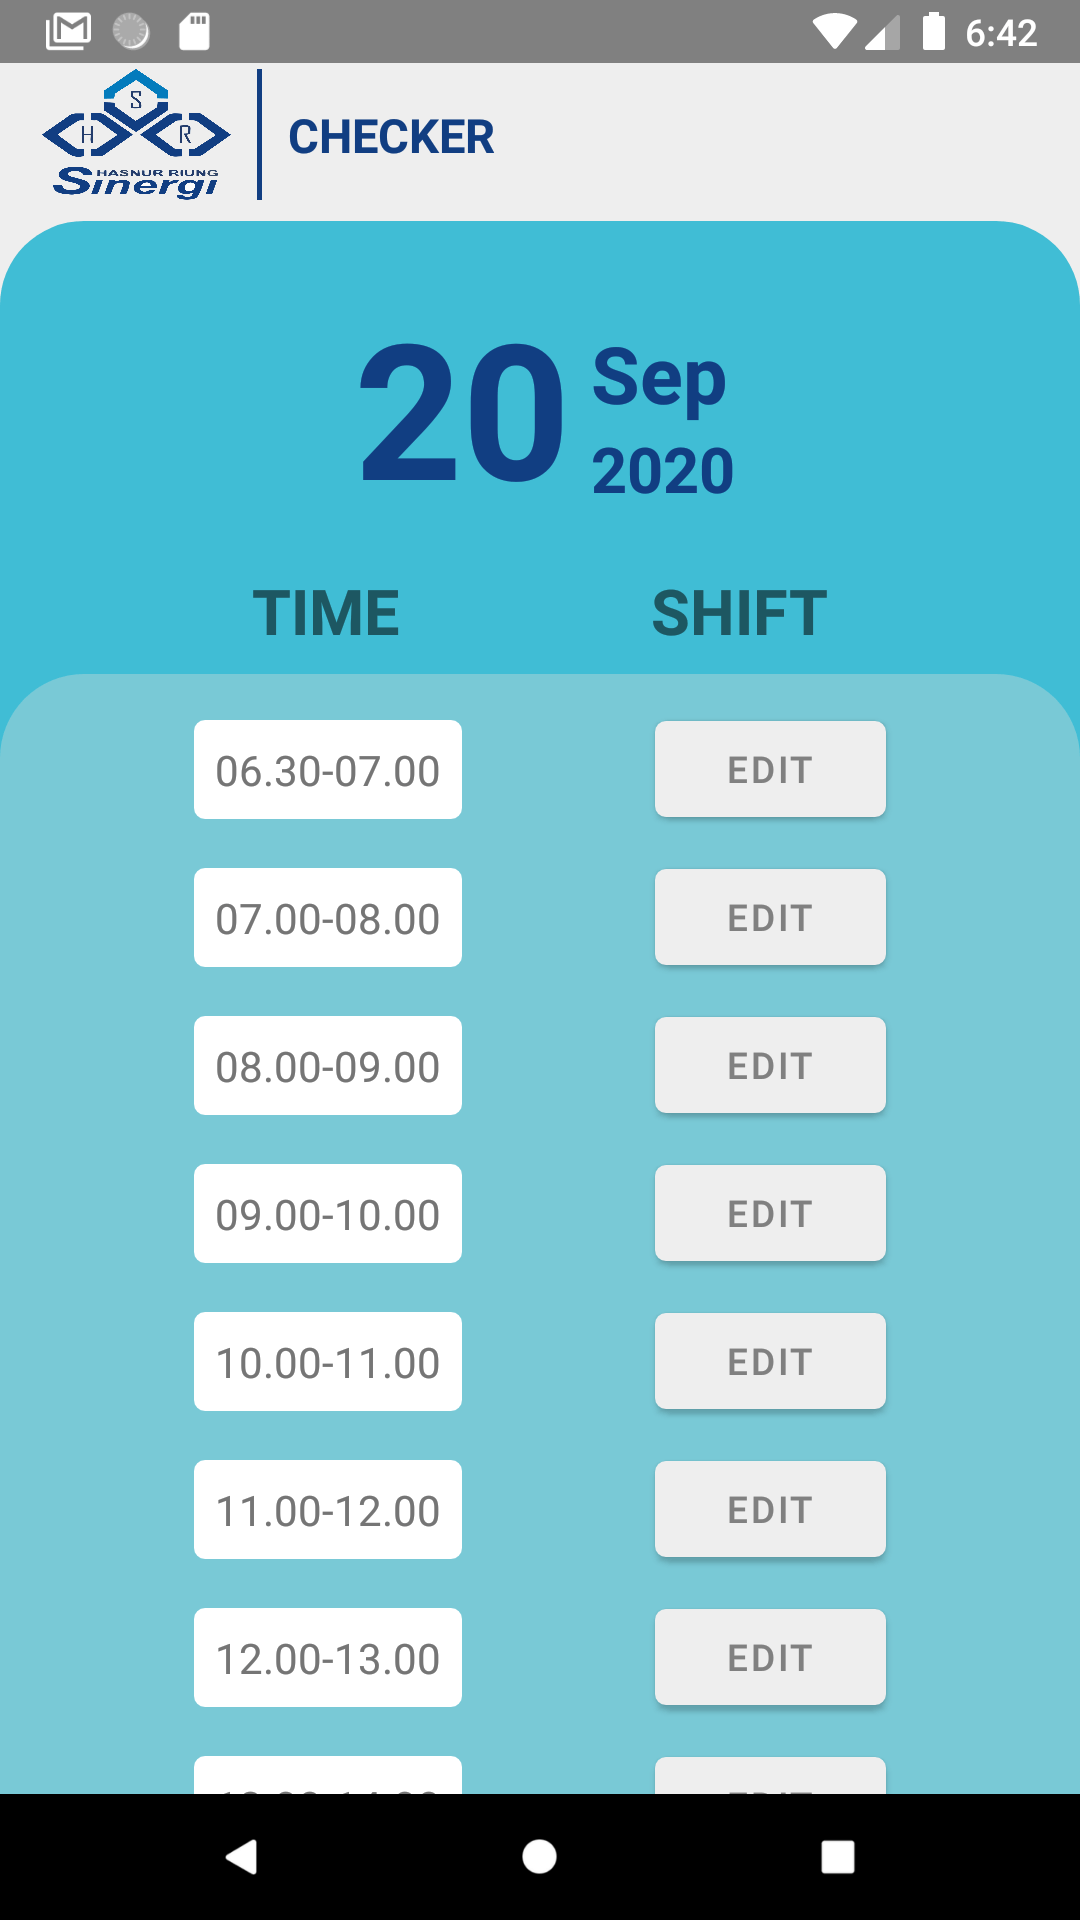 6:42
S
H R
HASNUR RIUNG
Sinergi
CHECKER
20 Sep
2020
TIME SHIFT
06.30-07.00 EDIT
07.00-08.00 EDIT
08.00-09.00 EDIT
09.00-10.00 EDIT
10.00-11.00 EDIT
11.00-12.00 EDIT
12.00-13.00 EDIT